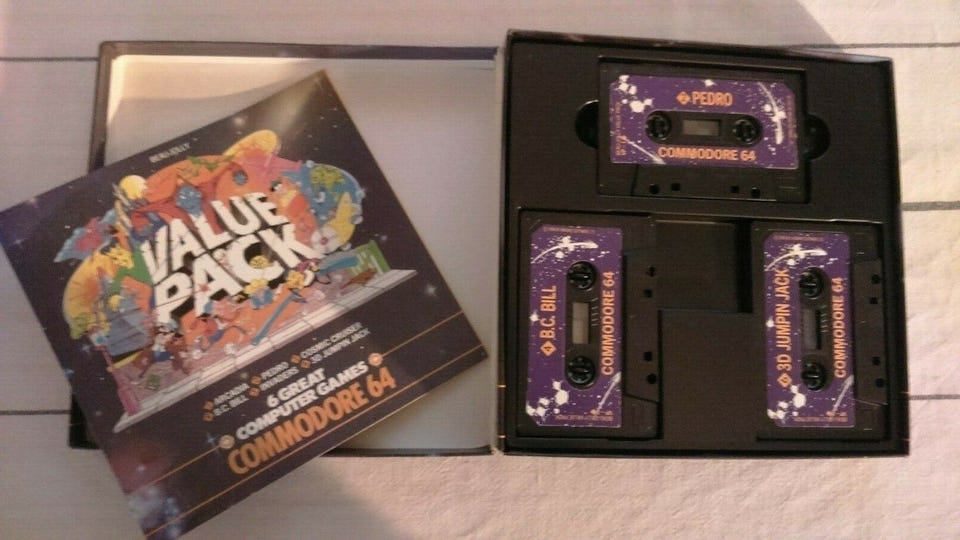 BEAU JOLLY
VALUE
PACK
ARCADIA PEDRO COSMIC CRUISER
B.C. BILL INVADERS 3D JUMPIN JACK
6 GREAT
COMPUTER GAMES
COMMODORE 64
2 PEDRO
COMMODORE 64
B.C. BILL
COMMODORE 64
3D JUMPIN JACK
COMMODORE 64